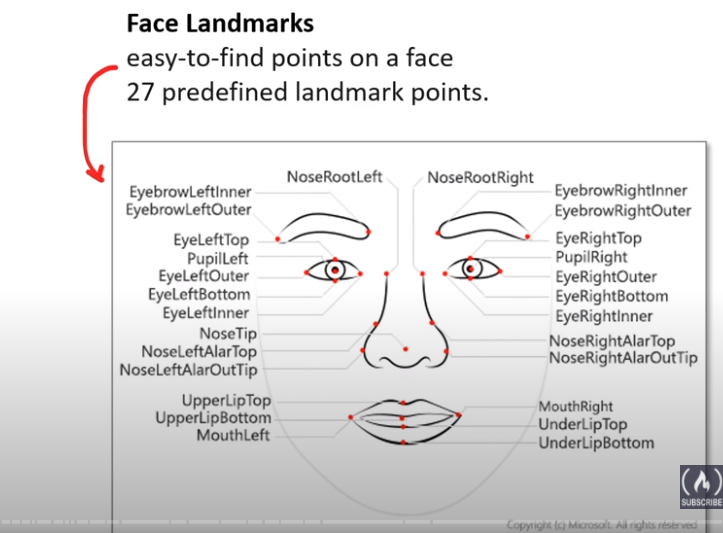 Face Landmarks
easy-to-find points on a face
27 predefined landmark points.
NoseRootLeft
NoseRootRight
EyebrowLeftInner
EyebrowLeftOuter
EyeLeftTop
PupilLeft
EyeLeftOuter
EyeLeftBottom
EyeLeftInner
NoseTip
NoseLeftAlarTop
NoseLeftAlarOutTip
UpperLipTop
UpperLipBottom
MouthLeft
EyebrowRightInner
EyebrowRightOuter
EyeRightTop
PupilRight
EyeRightOuter
EyeRightBottom
EyeRightInner
NoseRightAlarTop
NoseRightAlarOutTip
MouthRight
UnderLipTop
UnderLipBottom
SUBSCRIBE
Copyright (c) Microsoft. All rights reserved